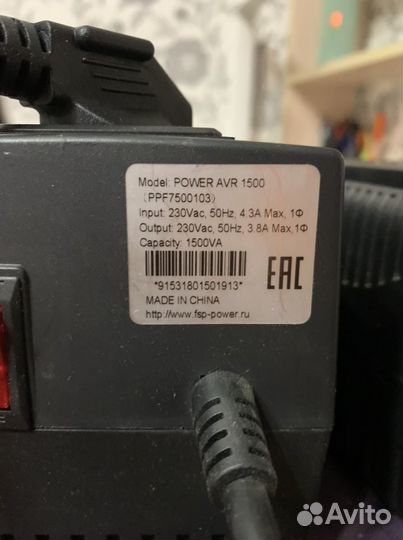 Model: POWER AVR 1500
(PPF7500103)
Input: 230Vac, 50Hz, 4.3A Max, 1Φ
Output: 230Vac, 50Hz, 3.8A Max,1Φ
Capacity: 1500VA
*91531801501913*
EAC
MADE IN CHINA
http://www.fsp-power.ru
Avito